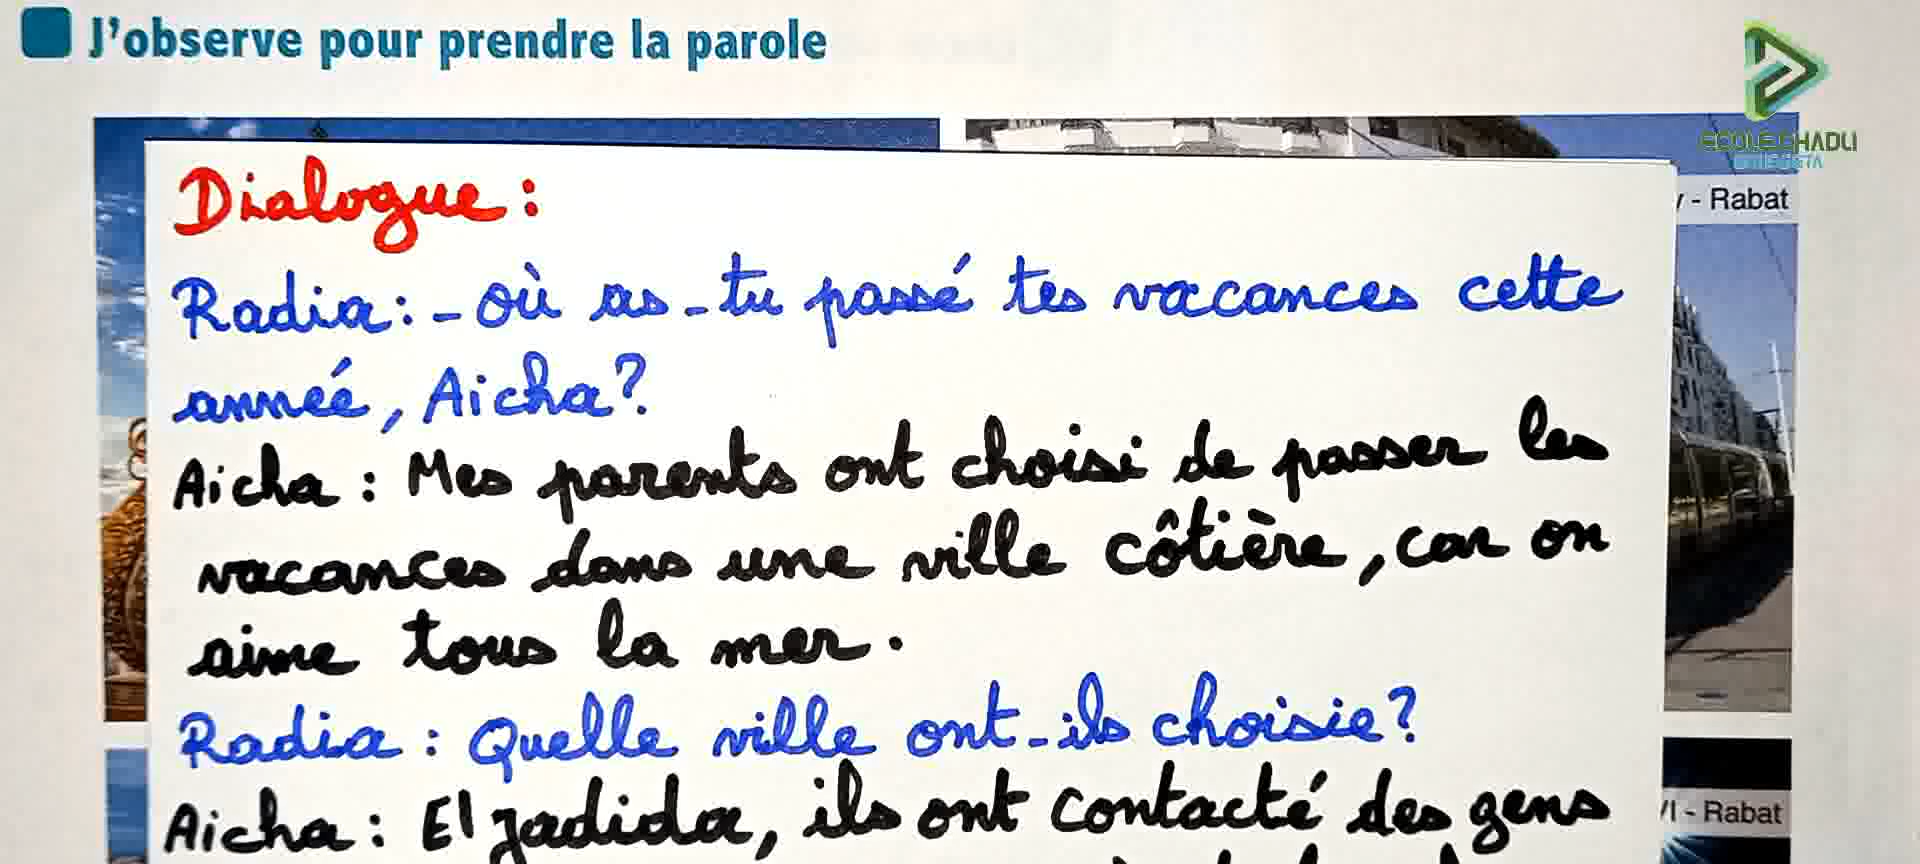 J'observe pour prendre la parole
ECOLE CHADLI
- Rabat
Dialogue :
Radia : - où as-tu passé tes vacances cette
anneé, Aicha ?
Aicha : Mes parents ont choisi de passer les
vacances dans une ville côtière, car on
aime tous la mer.
Radia : Quelle ville ont-ils choisie ?
Aicha : El jadida, ils ont contacté des gens
VI - Rabat